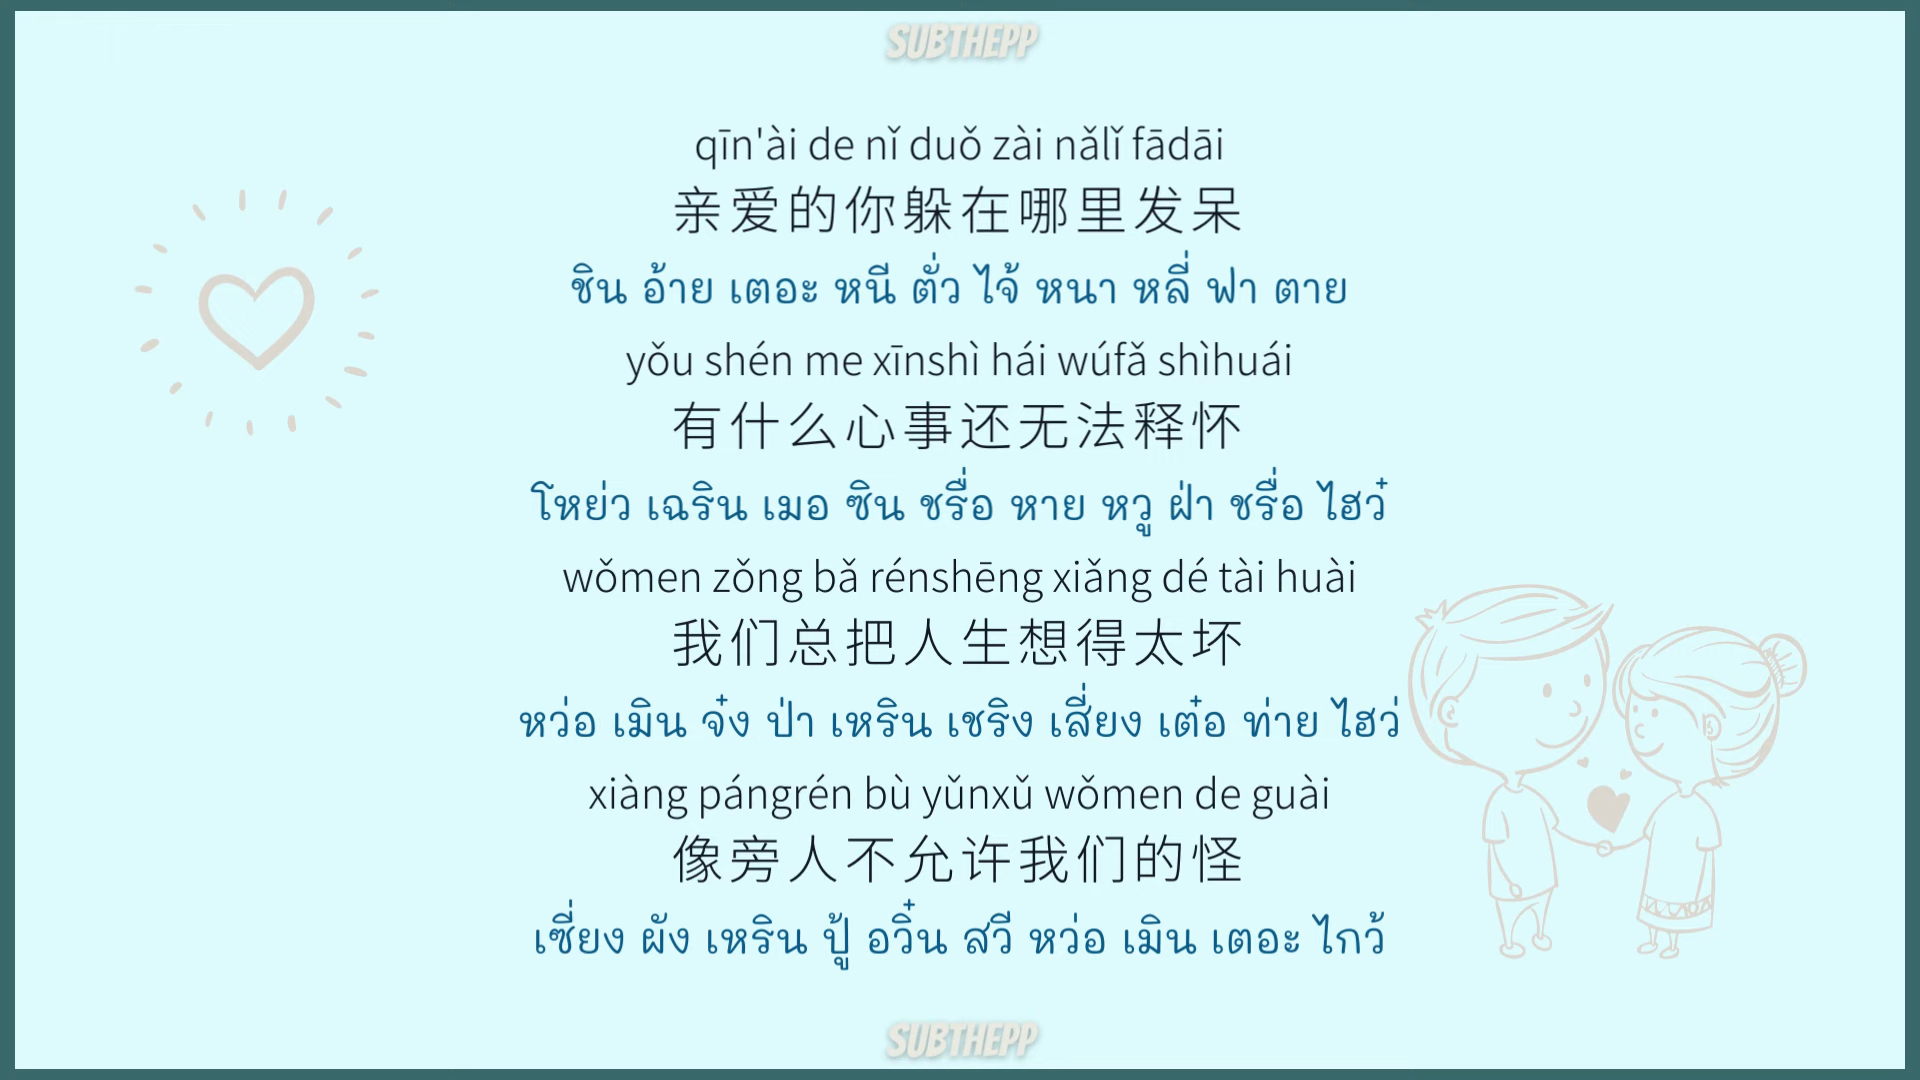 SUBTHEPP
qīn'ài de nǐ duǒ zài nǎlǐ fādāi
亲爱的你躲在哪里发呆
ชิน อ้าย เตอะ หนี ตั่ว ไจ้ หนา หลี่ ฟา ตาย
yǒu shén me xīnshì hái wúfǎ shìhuái
有什么心事还无法释怀
โหย่ว เฉริน เมอ ซิน ชรื่อ หาย หวู ฝ่า ชรื่อ ไฮว๋
wǒmen zǒng bǎ rénshēng xiǎng dé tài huài
我们总把人生想得太坏
หว่อ เมิน จ๋ง ป่า เหริน เชริง เสี่ยง เต๋อ ท่าย ไฮว่
xiàng pángrén bù yǔnxǔ wǒmen de guài
像旁人不允许我们的怪
เซี่ยง ผัง เหริน ปู้ อวิ๋น สวี หว่อ เมิน เตอะ ไกว้
SUBTHEPP